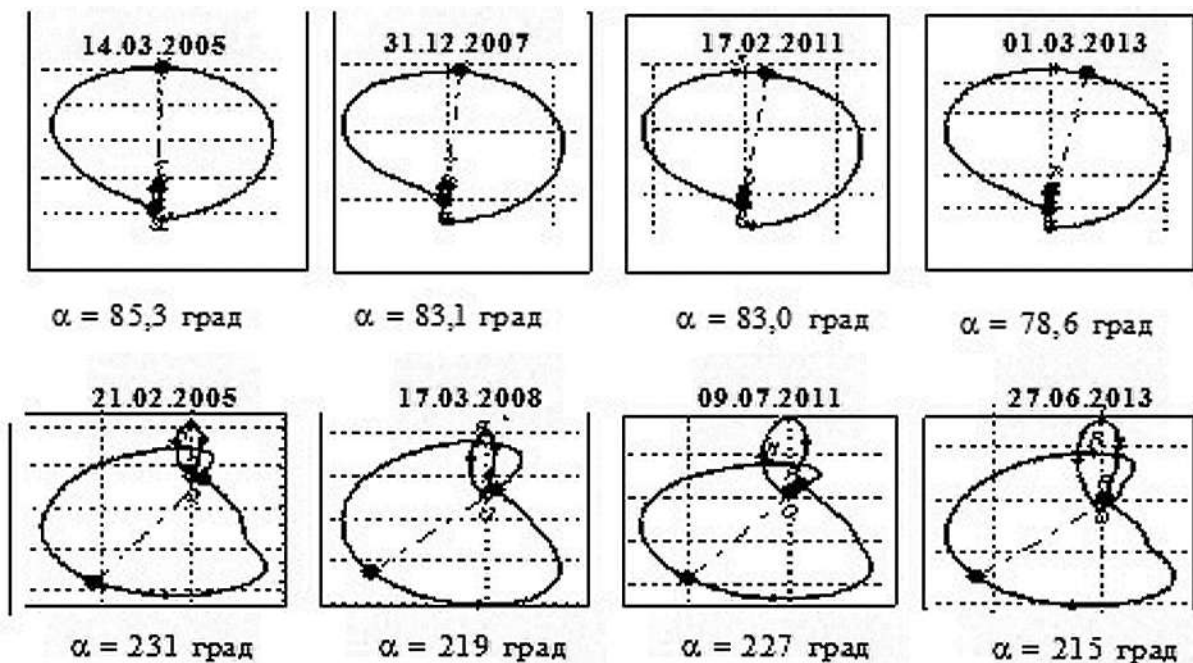 14.03.2005 31.12.2007 17.02.2011 01.03.2013
α = 85,3 град α = 83,1 град α = 83,0 град α = 78,6 град
21.02.2005 17.03.2008 09.07.2011 27.06.2013
α = 231 град α = 219 град α = 227 град α = 215 град